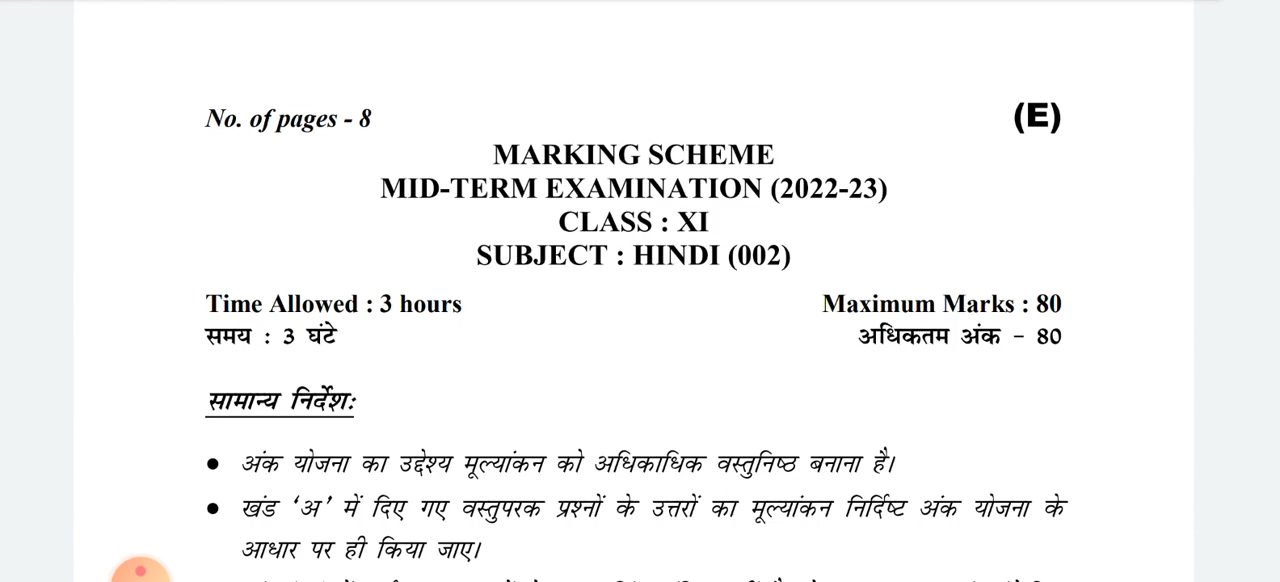 No. of pages - 8
(E)
MARKING SCHEME
MID-TERM EXAMINATION (2022-23)
CLASS : XI
SUBJECT : HINDI (002)
Time Allowed : 3 hours
Maximum Marks : 80
समय : 3 घंटे
अधिकतम अंक - 80
सामान्य निर्देशः
● अंक योजना का उद्देश्य मूल्यांकन को अधिकाधिक वस्तुनिष्ठ बनाना है।
● खंड ‘अ’ में दिए गए वस्तुपरक प्रश्नों के उत्तरों का मूल्यांकन निर्दिष्ट अंक योजना के
आधार पर ही किया जाए।